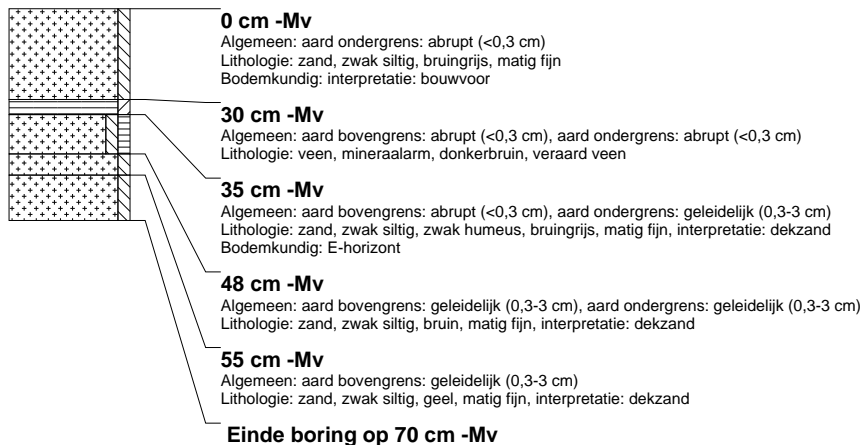 0 cm -Mv
Algemeen: aard ondergrens: abrupt (<0,3 cm)
Lithologie: zand, zwak siltig, bruingrijs, matig fijn
Bodemkundig: interpretatie: bouwvoor
30 cm -Mv
Algemeen: aard bovengrens: abrupt (<0,3 cm), aard ondergrens: abrupt (<0,3 cm)
Lithologie: veen, mineraalarm, donkerbruin, veraard veen
35 cm -Mv
Algemeen: aard bovengrens: abrupt (<0,3 cm), aard ondergrens: geleidelijk (0,3-3 cm)
Lithologie: zand, zwak siltig, zwak humeus, bruingrijs, matig fijn, interpretatie: dekzand
Bodemkundig: E-horizont
48 cm -Mv
Algemeen: aard bovengrens: geleidelijk (0,3-3 cm), aard ondergrens: geleidelijk (0,3-3 cm)
Lithologie: zand, zwak siltig, bruin, matig fijn, interpretatie: dekzand
55 cm -Mv
Algemeen: aard bovengrens: geleidelijk (0,3-3 cm)
Lithologie: zand, zwak siltig, geel, matig fijn, interpretatie: dekzand
Einde boring op 70 cm -Mv